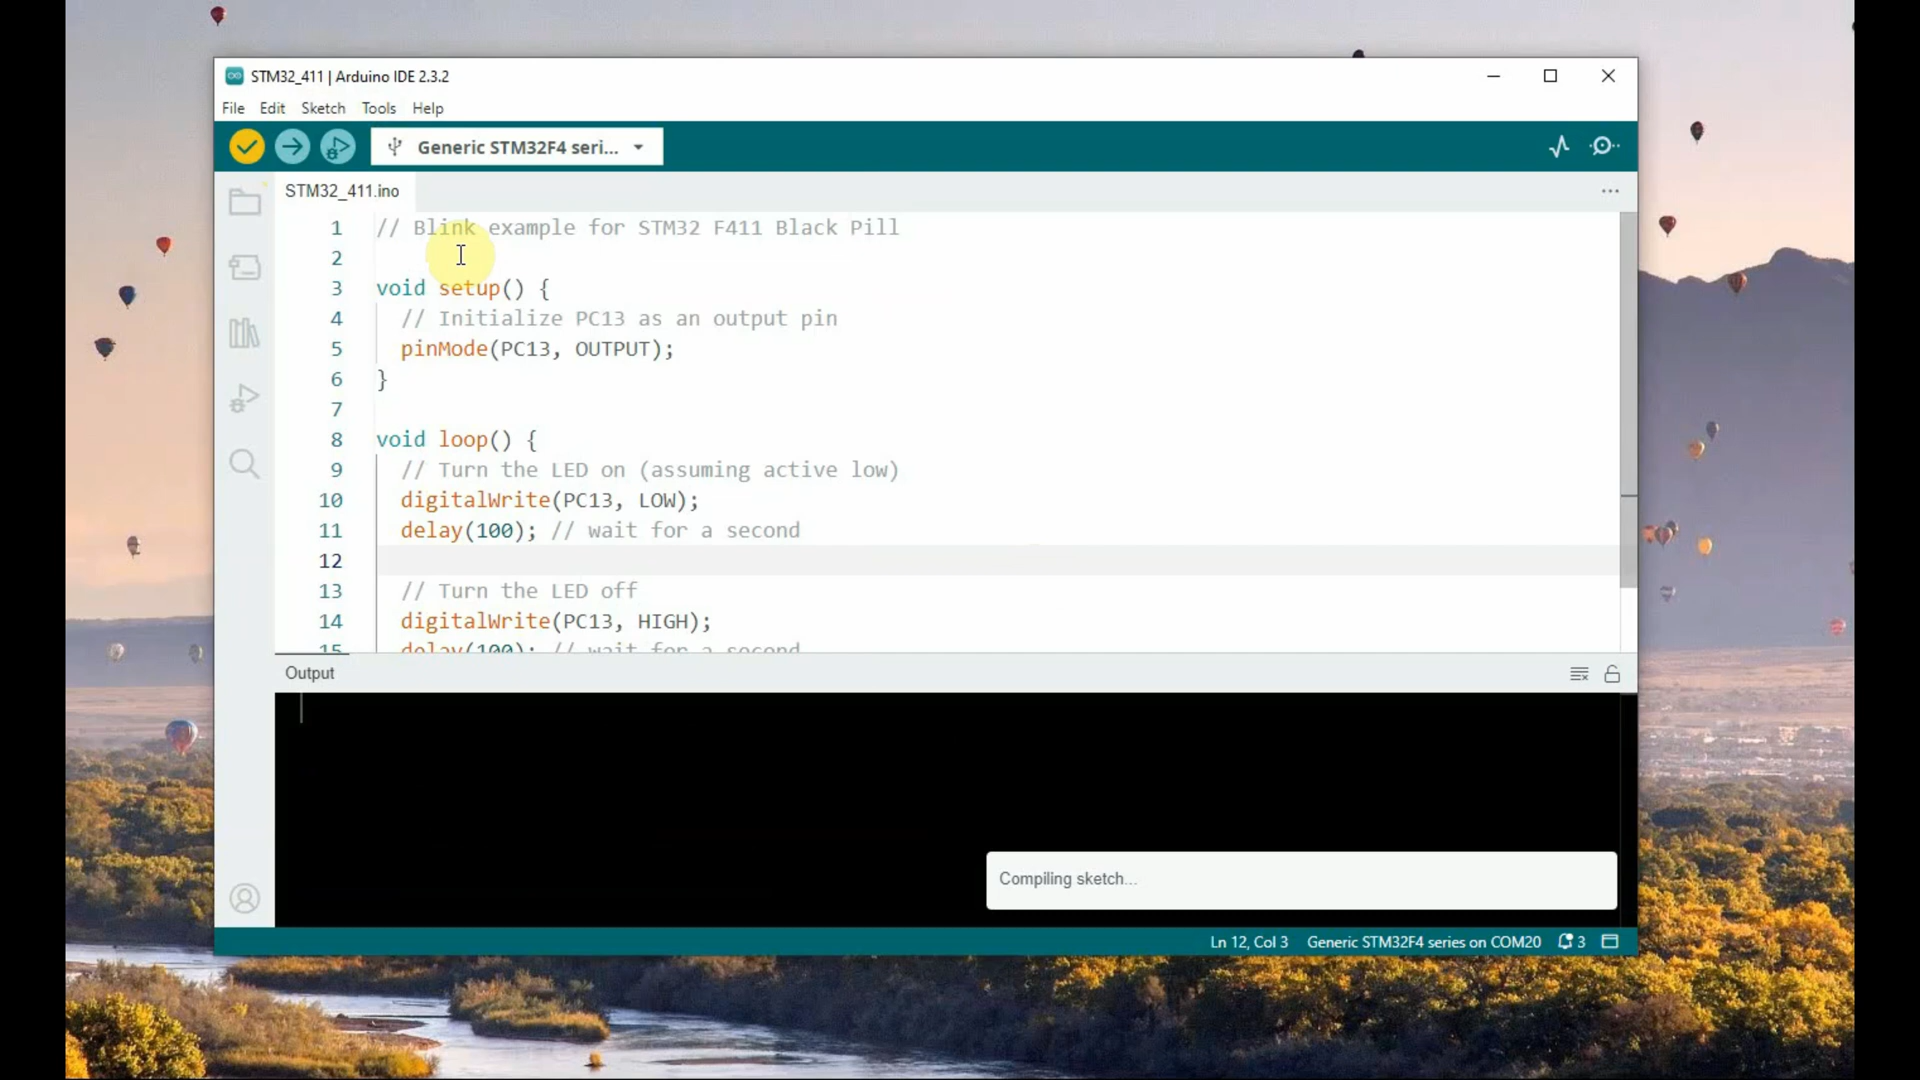 STM32_411 | Arduino IDE 2.3.2
File Edit Sketch Tools Help
Generic STM32F4 seri...
STM32_411.ino
1 // Blink example for STM32 F411 Black Pill
2
3 void setup() {
4 // Initialize PC13 as an output pin
5 pinMode(PC13, OUTPUT);
6 }
7
8 void loop() {
9 // Turn the LED on (assuming active low)
10 digitalWrite(PC13, LOW);
11 delay(100); // wait for a second
12
13 // Turn the LED off
14 digitalWrite(PC13, HIGH);
15 delay(100); // wait for a second
Output
Compiling sketch...
Ln 12, Col 3 Generic STM32F4 series on COM20 3